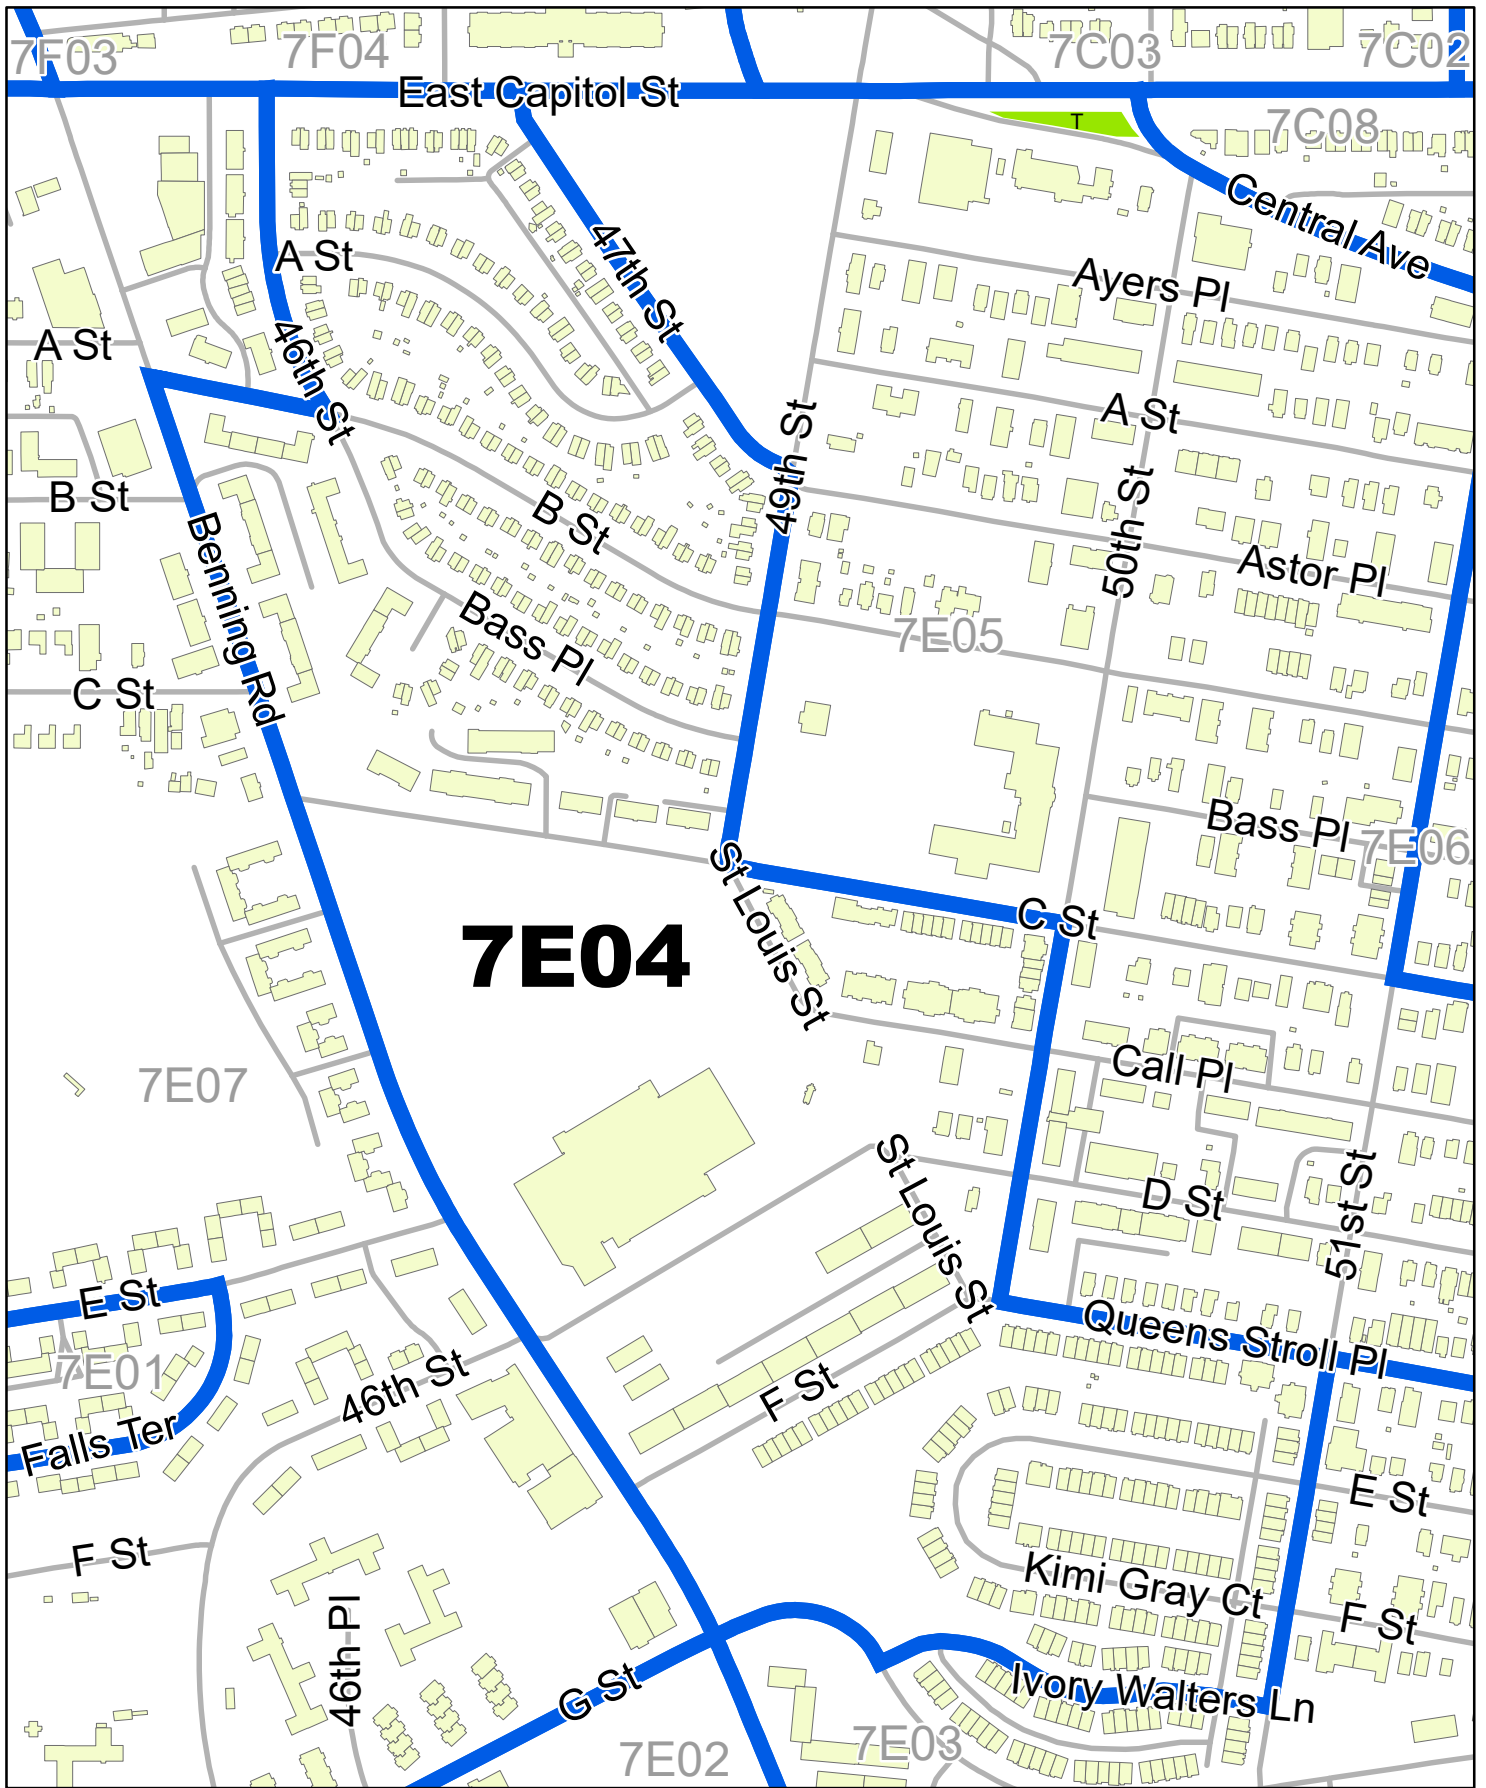 7F03
7F04
7C03
7C02
East Capitol St
T
7C08
Central Ave
47th St
A St
Ayers Pl
A St
46th St
A St
49th St
50th St
B St
B St
Benning Rd
Astor Pl
Bass Pl
7E05
C St
Bass Pl
7E06
St Louis St
C St
7E04
7E07
Call Pl
St Louis St
D St
51st St
E St
Queens Stroll Pl
7E01
46th St
F St
Falls Ter
E St
F St
Kimi Gray Ct
F St
46th Pl
G St
Ivory Walters Ln
7E02
7E03